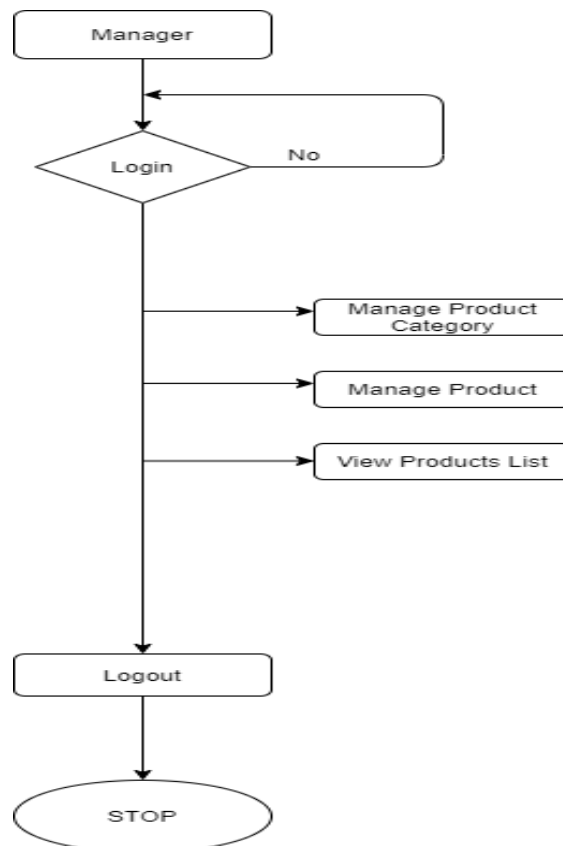 Manager
Login
No
Manage Product
Category
Manage Product
View Products List
Logout
STOP